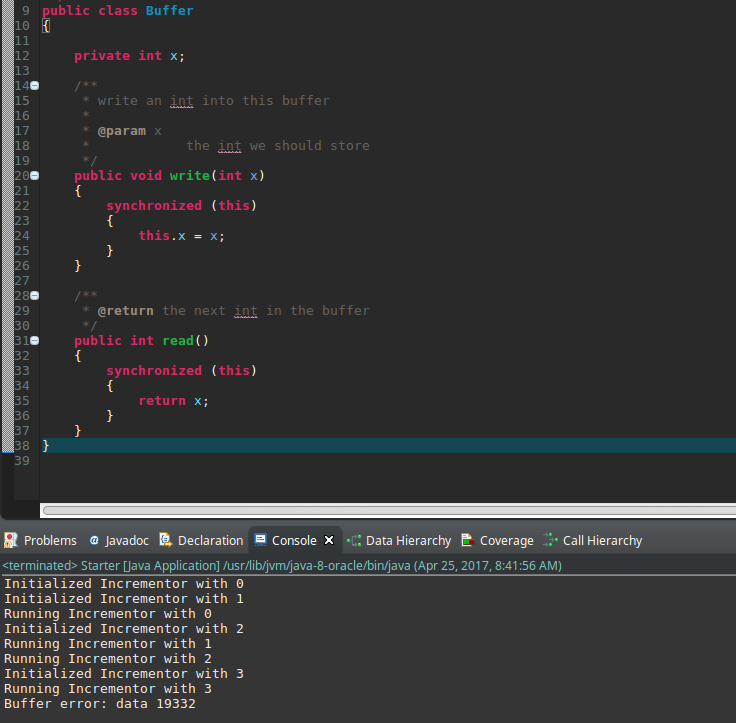 9 public class Buffer
10 {
11
12     private int x;
13
14     /**
15      * write an int into this buffer
16      *
17      * @param x
18      *            the int we should store
19      */
20     public void write(int x)
21     {
22         synchronized (this)
23         {
24             this.x = x;
25         }
26     }
27
28     /**
29      * @return the next int in the buffer
30      */
31     public int read()
32     {
33         synchronized (this)
34         {
35             return x;
36         }
37     }
38 }
39
Problems @ Javadoc Declaration Console Data Hierarchy Coverage Call Hierarchy
<terminated> Starter [Java Application] /usr/lib/jvm/java-8-oracle/bin/java (Apr 25, 2017, 8:41:56 AM)
Initialized Incrementor with 0
Initialized Incrementor with 1
Running Incrementor with 0
Initialized Incrementor with 2
Running Incrementor with 1
Running Incrementor with 2
Initialized Incrementor with 3
Running Incrementor with 3
Buffer error: data 19332